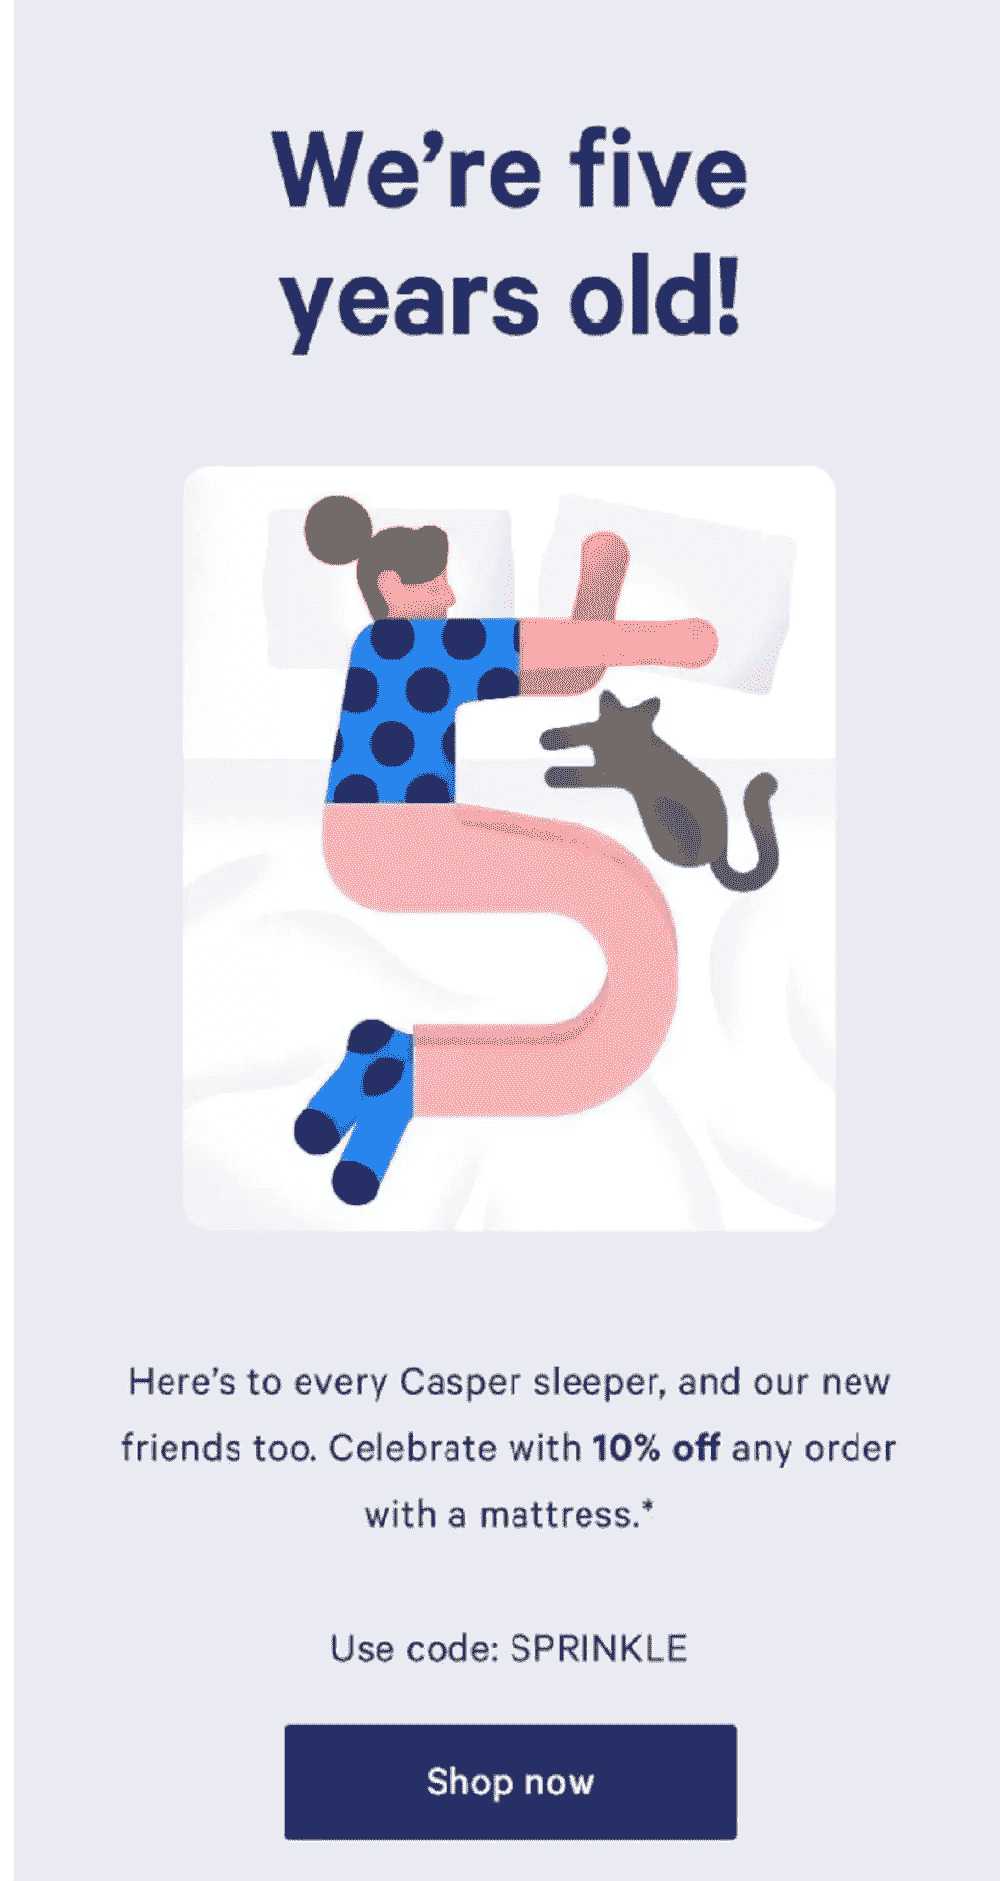 We’re five
years old!
Here’s to every Casper sleeper, and our new
friends too. Celebrate with 10% off any order
with a mattress.*
Use code: SPRINKLE
Shop now